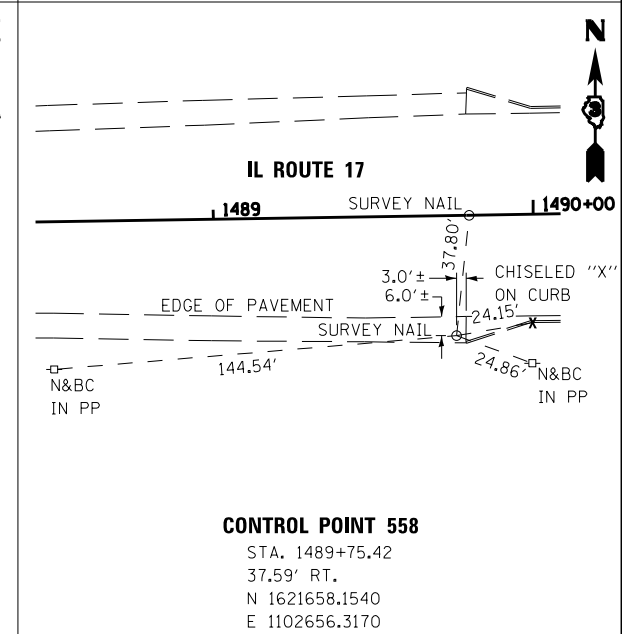 N
3
IL ROUTE 17
1489
SURVEY NAIL
1490+00
37.80'
3.0'±
6.0'±
CHISELED "X"
ON CURB
EDGE OF PAVEMENT
24.15'
SURVEY NAIL
X
144.54'
24.86'
N&BC
IN PP
N&BC
IN PP
CONTROL POINT 558
STA. 1489+75.42
37.59' RT.
N 1621658.1540
E 1102656.3170